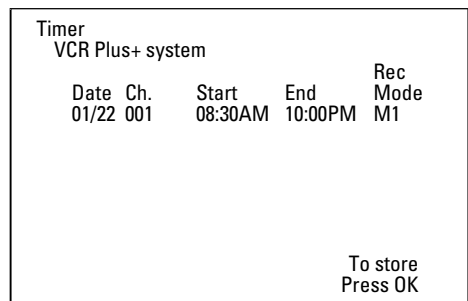 Timer
VCR Plus+ system
Rec
Date Ch. Start End Mode
01/22 001 08:30AM 10:00PM M1
To store
Press OK